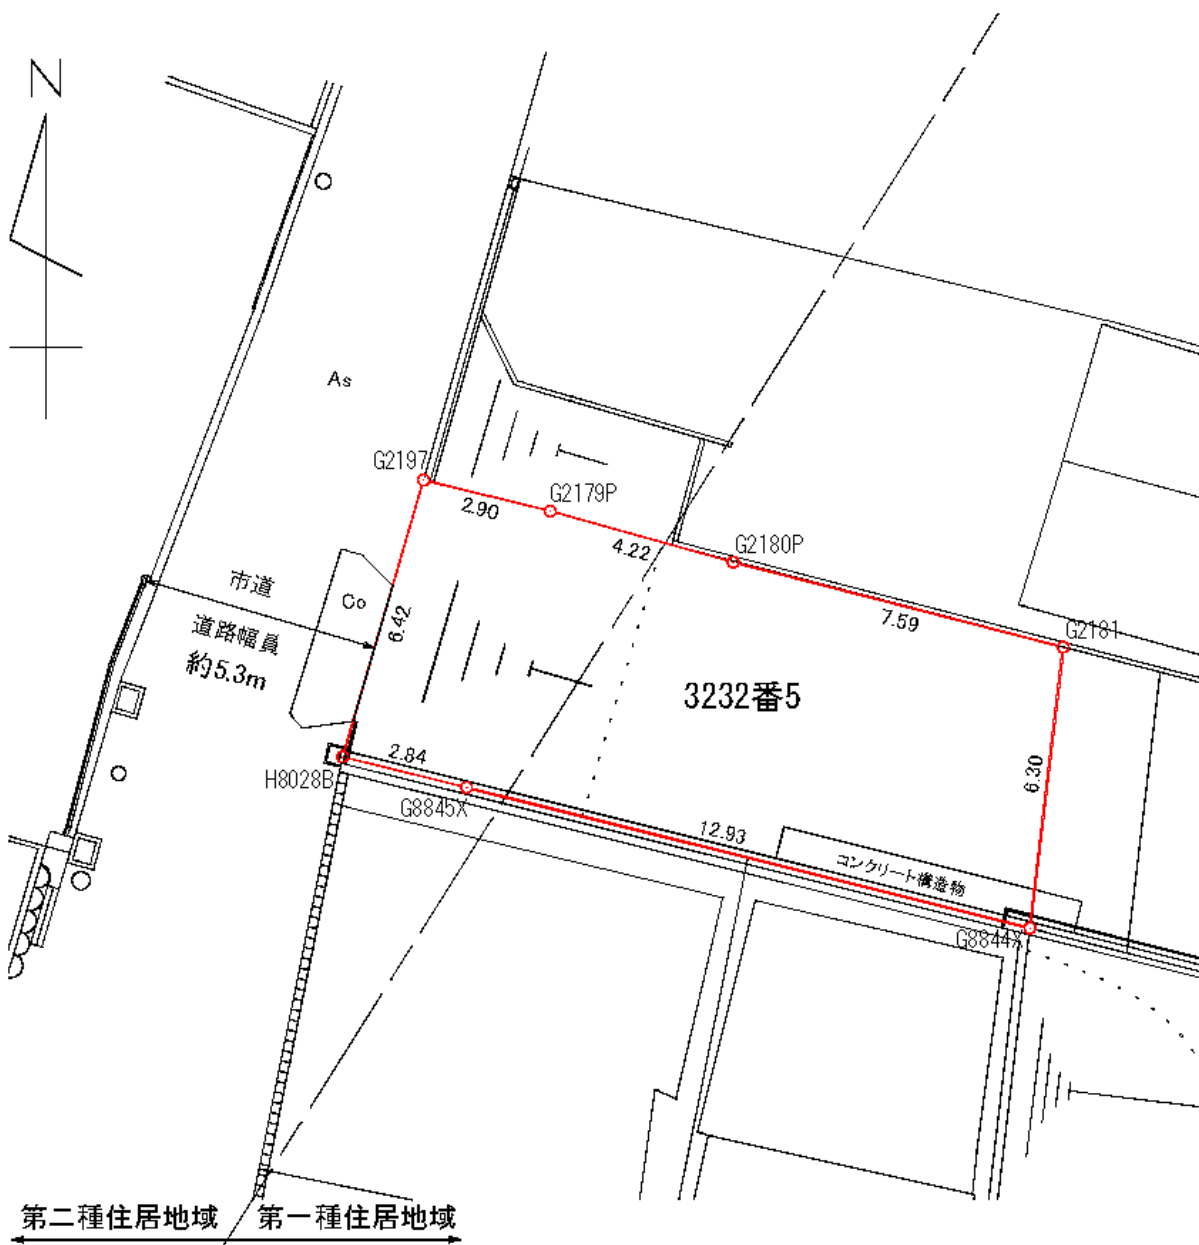 N
As
G2197
2.90
G2179P
4.22
G2180P
7.59
G2181
市道
Co
6.42
道路幅員
約5.3m
3232番5
2.84
H8028B
G8845X
6.30
12.93
コンクリート構造物
G8844X
第二種住居地域 第一種住居地域